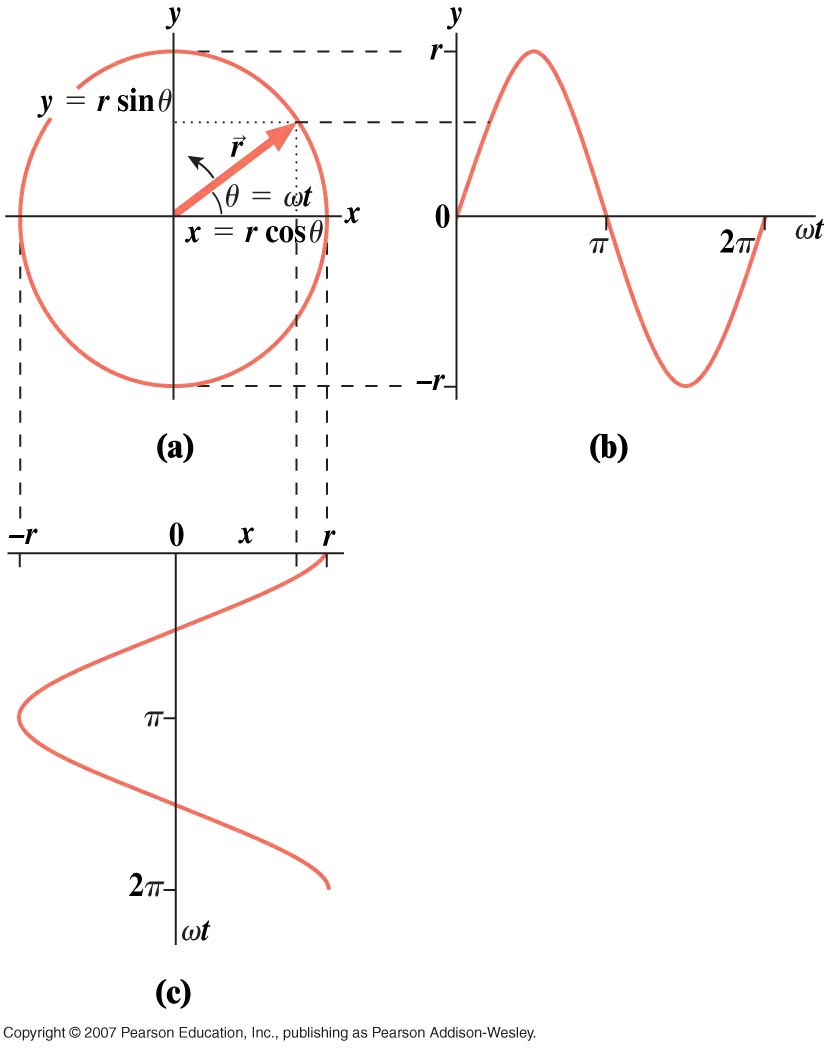 y
y = r sinθ
r⃗
θ = ωt
x
x = r cosθ
(a)
y
r
0
π
2π
ωt
–r
(b)
–r
0
x
r
π
2π
ωt
(c)
Copyright © 2007 Pearson Education, Inc., publishing as Pearson Addison-Wesley.